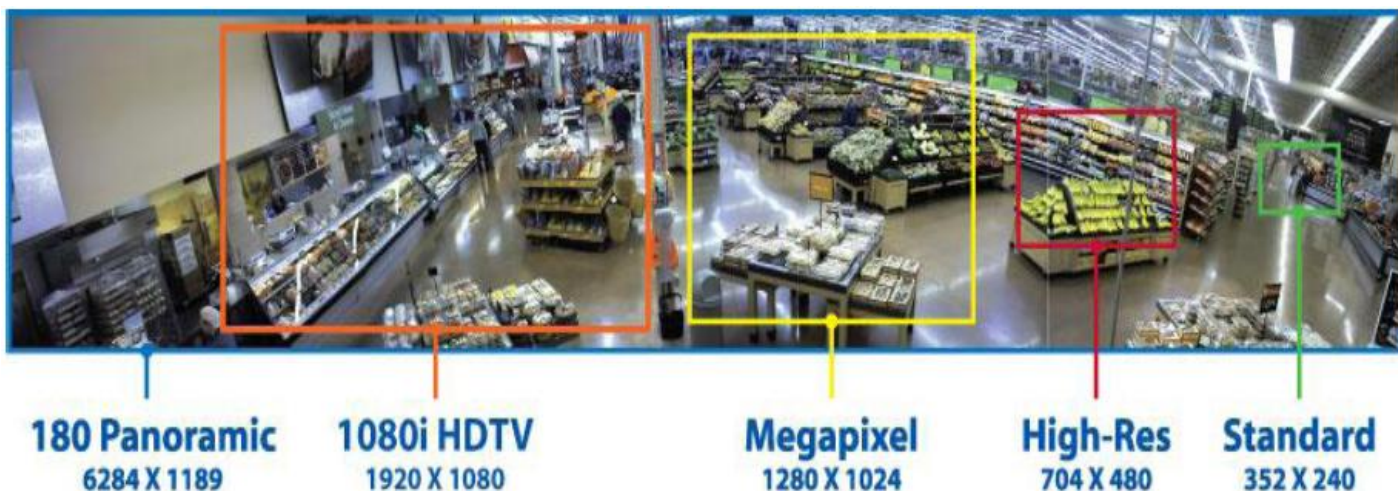 180 Panoramic
6284 X 1189
1080i HDTV
1920 X 1080
Megapixel
1280 X 1024
High-Res
704 X 480
Standard
352 X 240